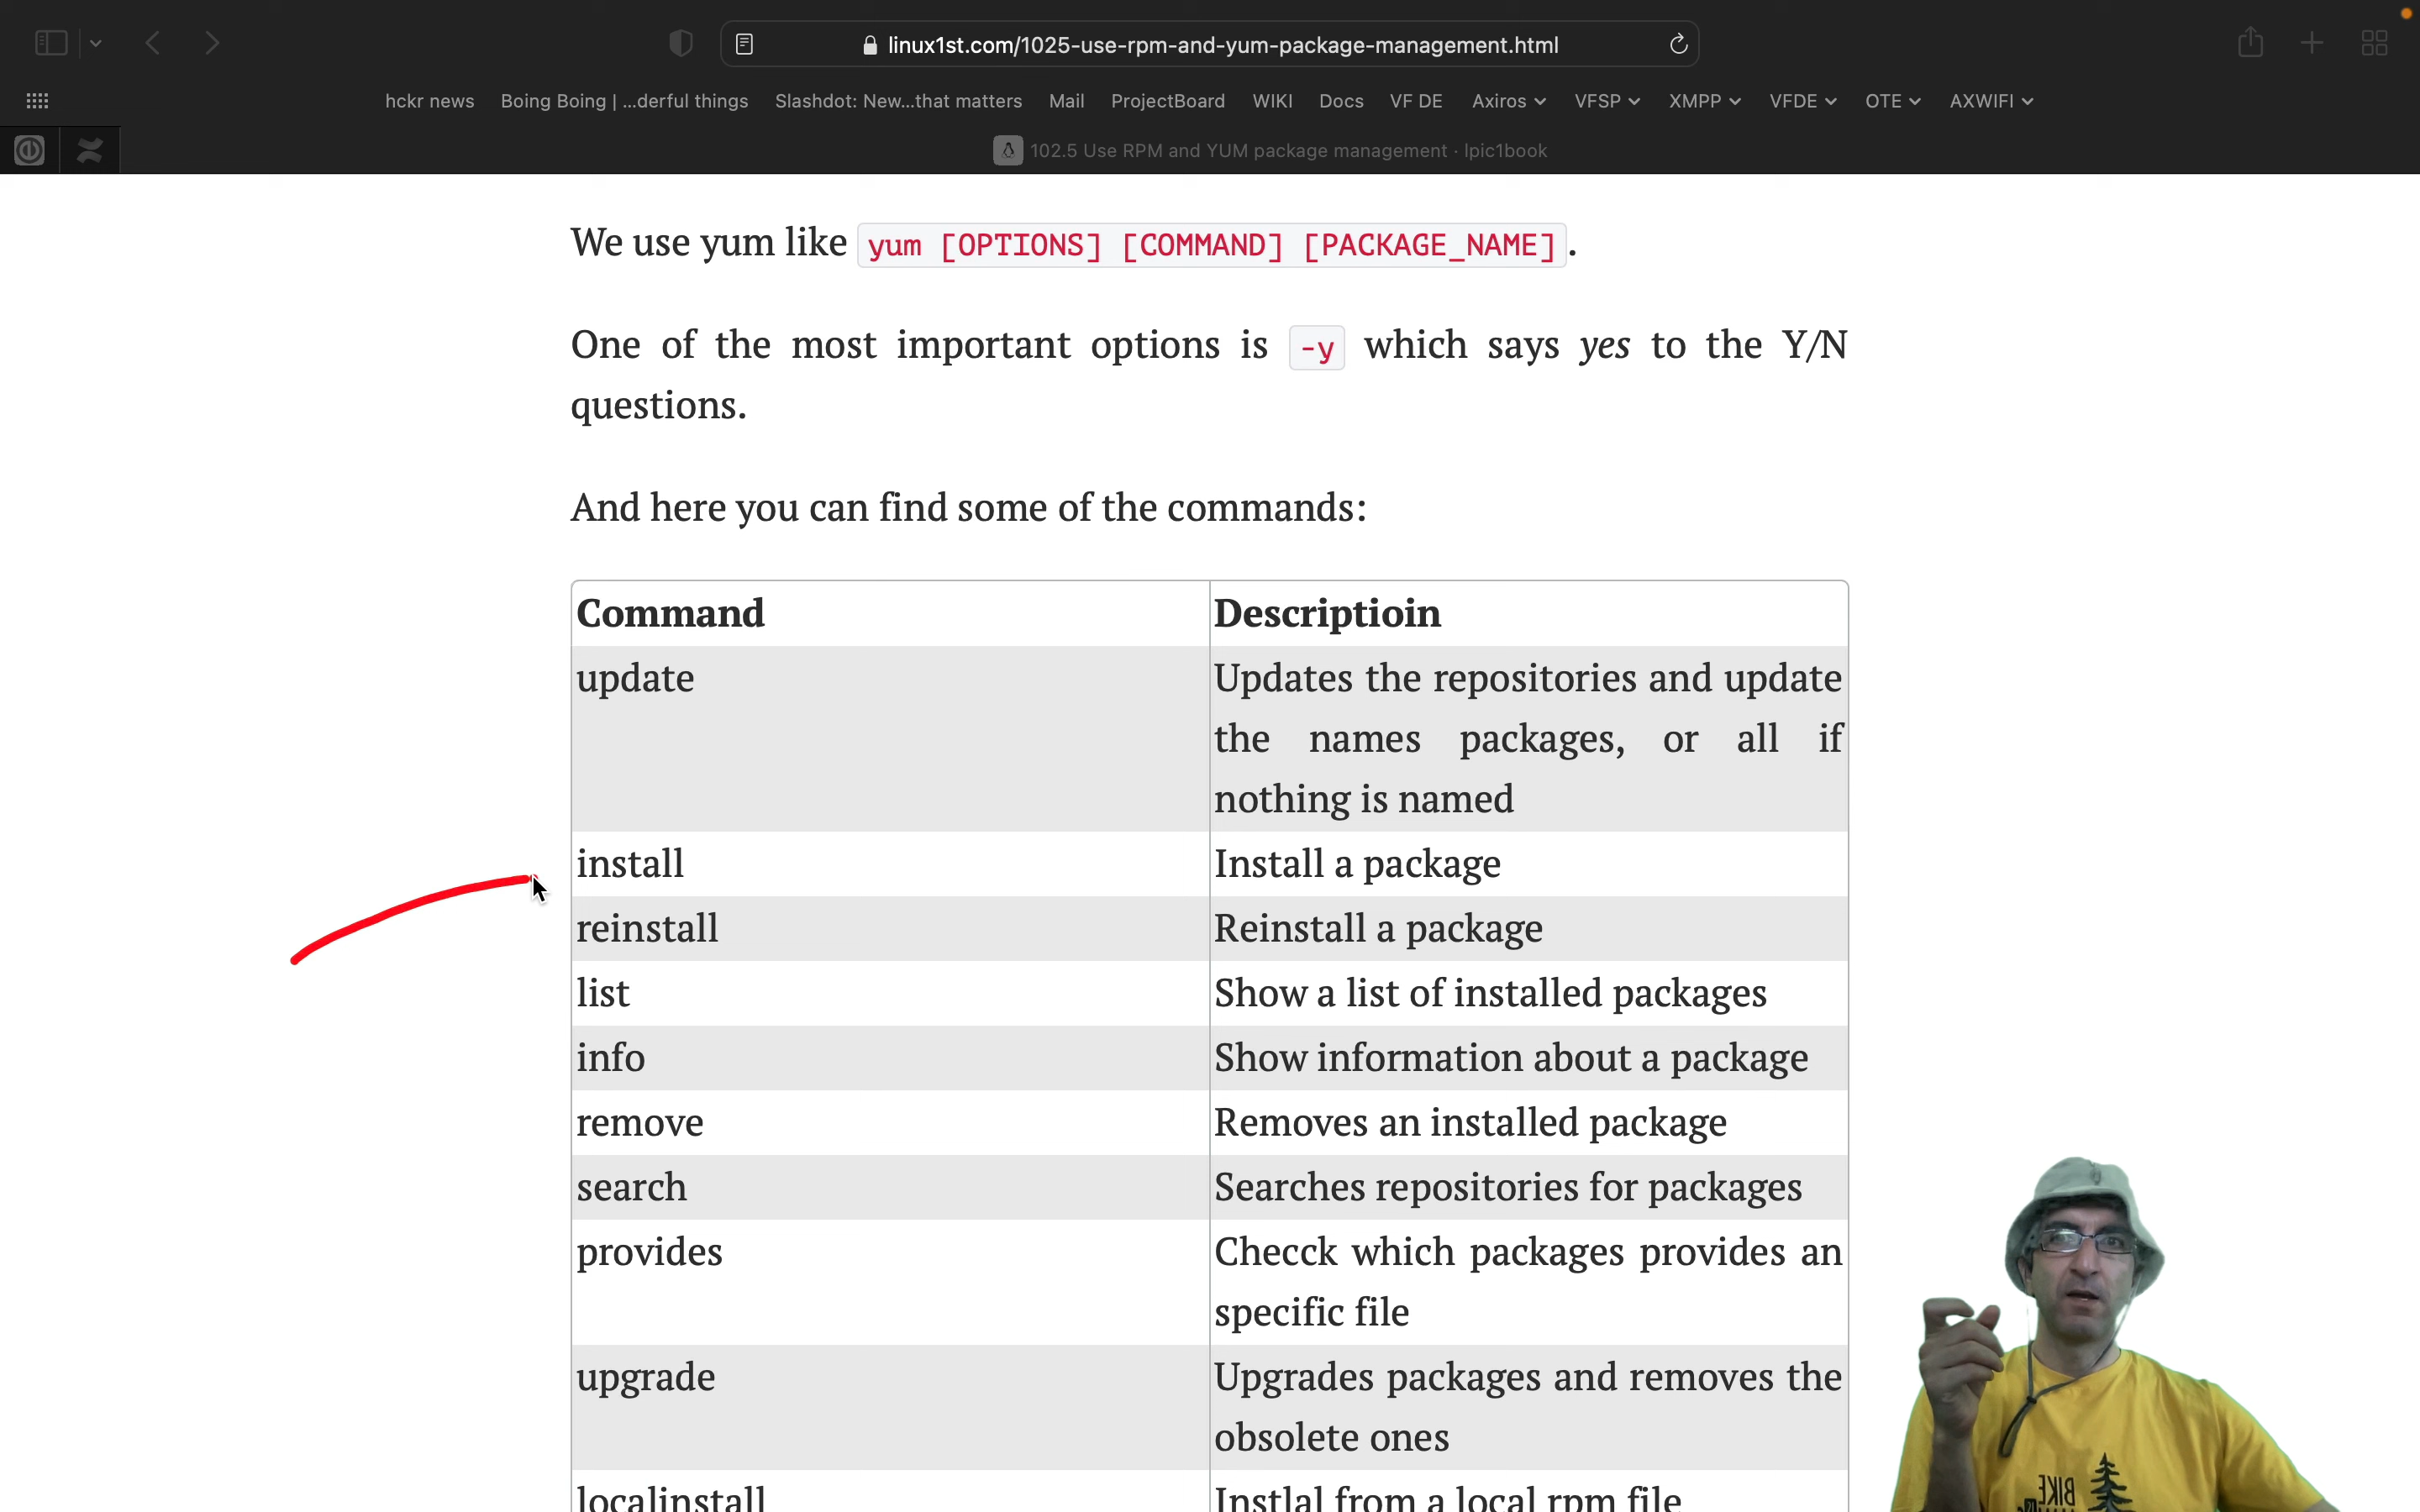 linux1st.com/1025-use-rpm-and-yum-package-management.html
hckr news Boing Boing | ...derful things Slashdot: New...that matters Mail ProjectBoard WIKI Docs VF DE Axiros VFSP XMPP VFDE OTE AXWIFI
102.5 Use RPM and YUM package management · lpic1book
We use yum like yum [OPTIONS] [COMMAND] [PACKAGE_NAME].
One of the most important options is -y which says yes to the Y/N
questions.
And here you can find some of the commands:
Command Descriptioin
update Updates the repositories and update
the names packages, or all if
nothing is named
install Install a package
reinstall Reinstall a package
list Show a list of installed packages
info Show information about a package
remove Removes an installed package
search Searches repositories for packages
provides Checck which packages provides an
specific file
upgrade Upgrades packages and removes the
obsolete ones
localinstall Instlal from a local rpm file
BIKE